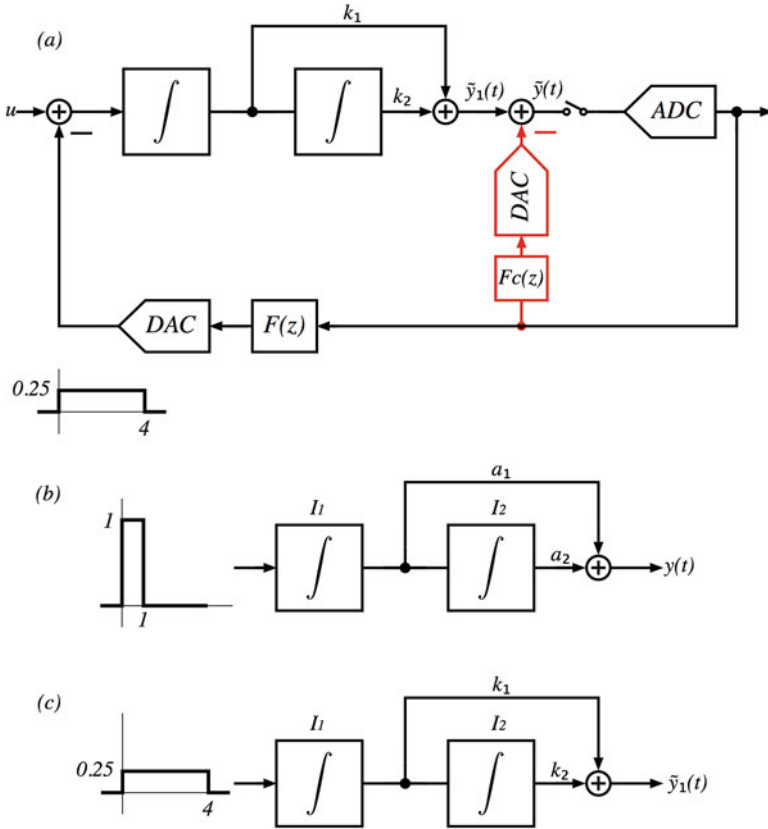 (a)
k₁
u
∫
∫
k₂
ỹ₁(t)
ỹ(t)
ADC
DAC
Fc(z)
DAC
F(z)
0.25
4
(b)
a₁
I₁
I₂
1
∫
∫
a₂
y(t)
1
(c)
k₁
I₁
I₂
0.25
∫
∫
k₂
ỹ₁(t)
4